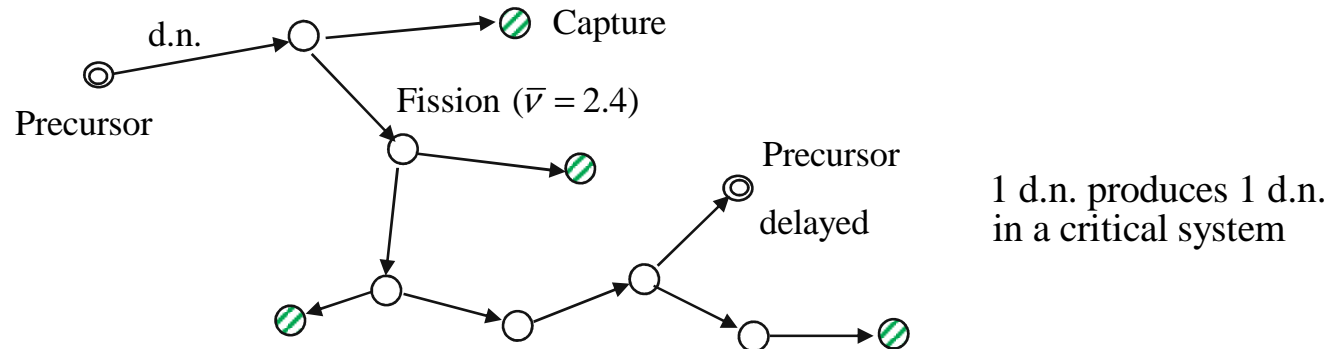 d.n.
Capture
Precursor
Fission (ν̅ = 2.4)
Precursor
delayed
1 d.n. produces 1 d.n.
in a critical system